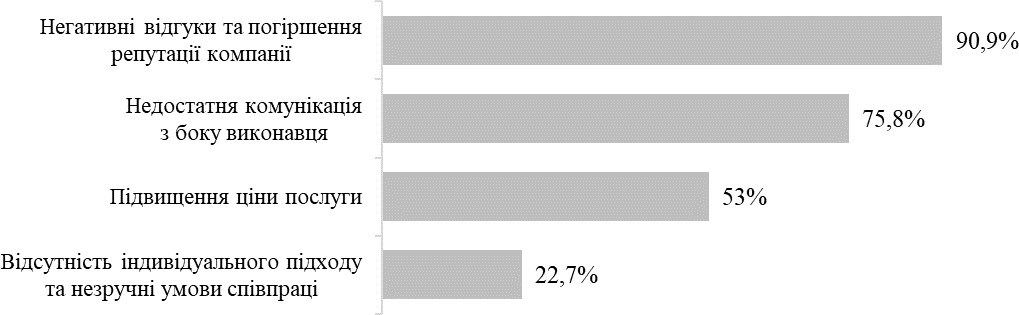 Негативні відгуки та погіршення
репутації компанії
90,9%
Недостатня комунікація
з боку виконавця
75,8%
Підвищення ціни послуги
53%
Відсутність індивідуального підходу
та незручні умови співпраці
22,7%